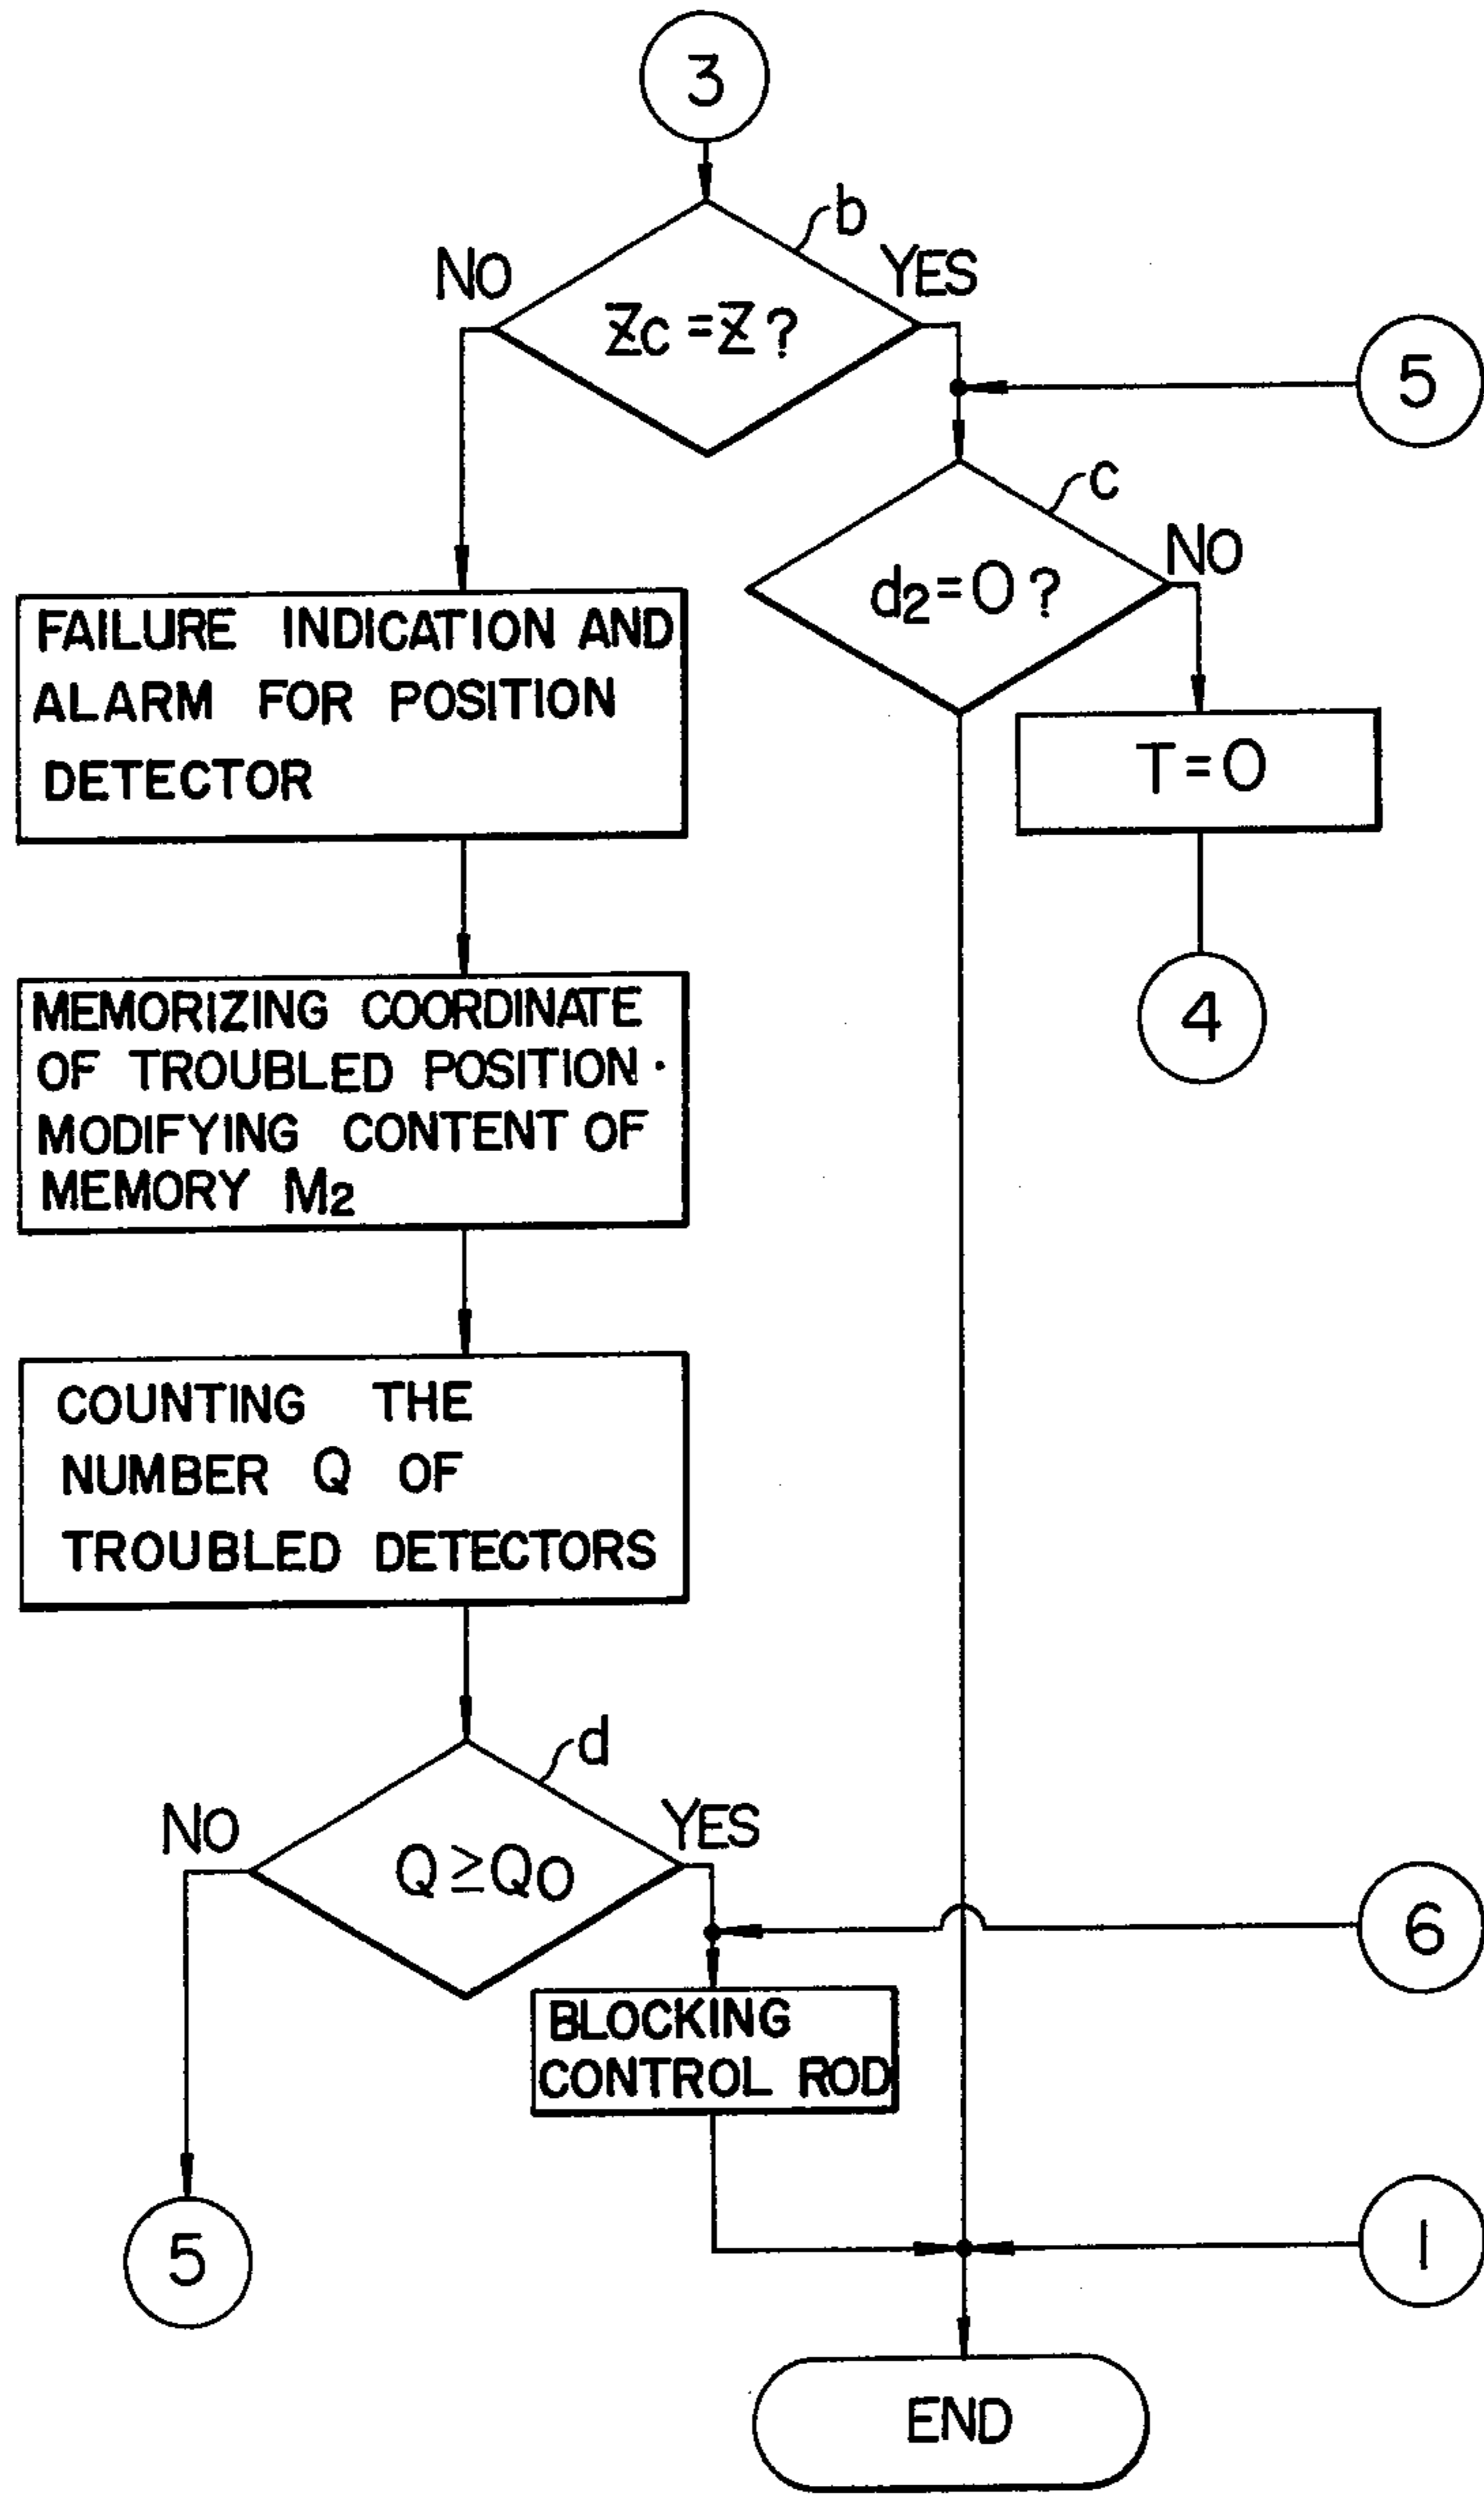 3
b
NO
YES
Zc=Z?
5
c
d2=0?
NO
FAILURE INDICATION AND
ALARM FOR POSITION
DETECTOR
T=0
4
MEMORIZING COORDINATE
OF TROUBLED POSITION·
MODIFYING CONTENT OF
MEMORY M2
COUNTING THE
NUMBER Q OF
TROUBLED DETECTORS
d
NO
YES
Q≥QO
6
BLOCKING
CONTROL ROD
5
1
END